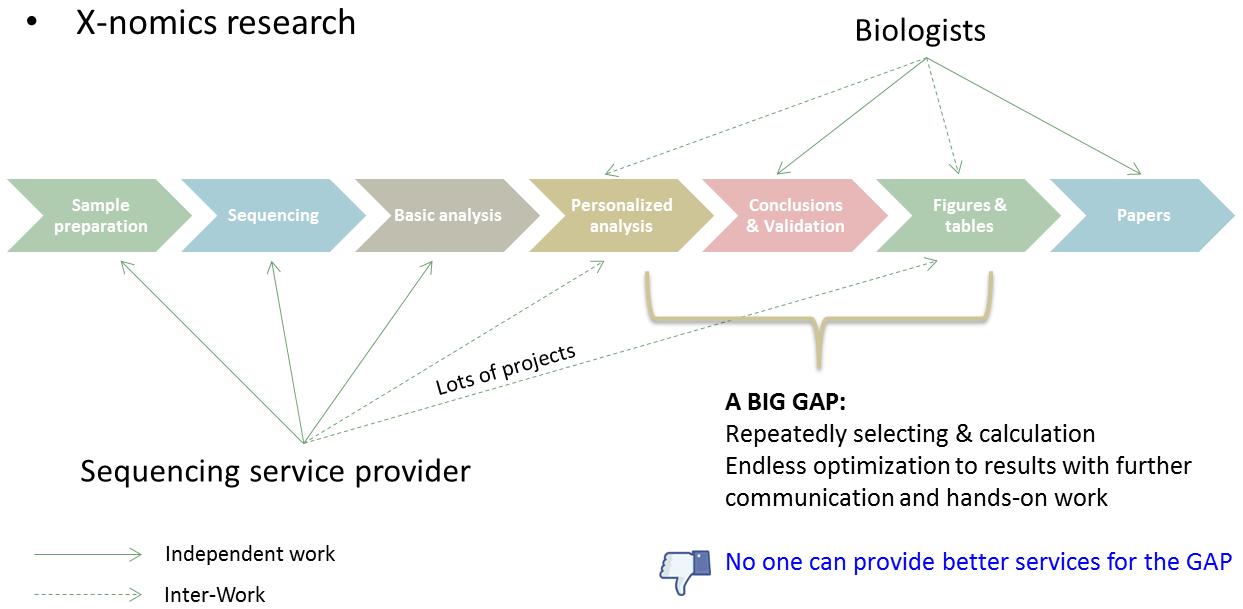 • X-nomics research
Biologists
Sample
preparation
Sequencing
Basic analysis
Personalized
analysis
Conclusions
& Validation
Figures &
tables
Papers
Lots of projects
Sequencing service provider
A BIG GAP:
Repeatedly selecting & calculation
Endless optimization to results with further
communication and hands-on work
No one can provide better services for the GAP
Independent work
Inter-Work